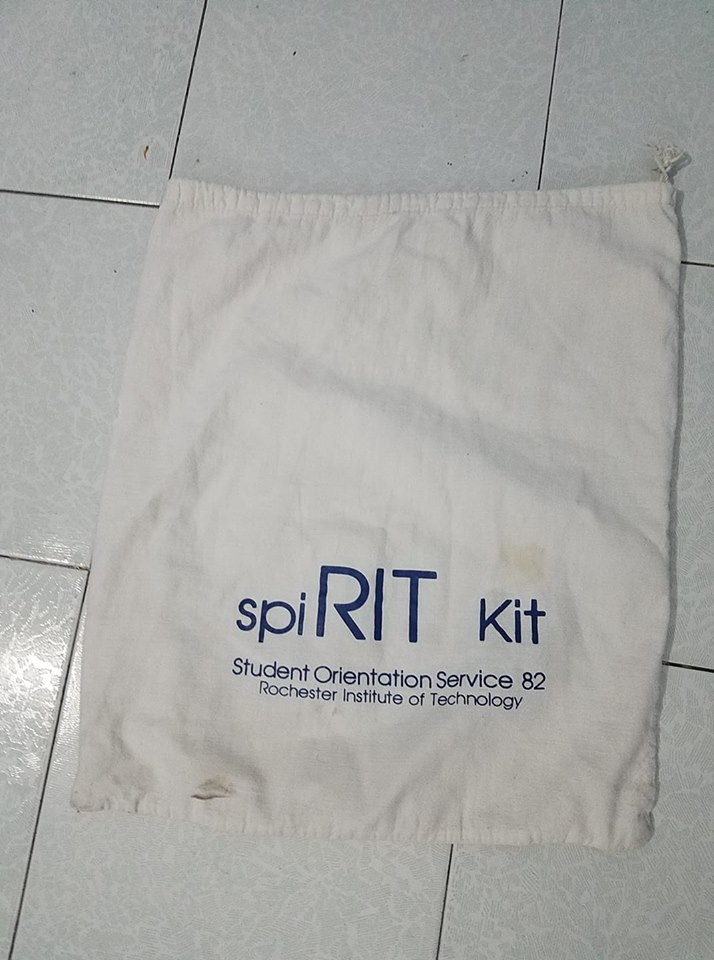 spiRIT Kit
Student Orientation Service 82
Rochester Institute of Technology